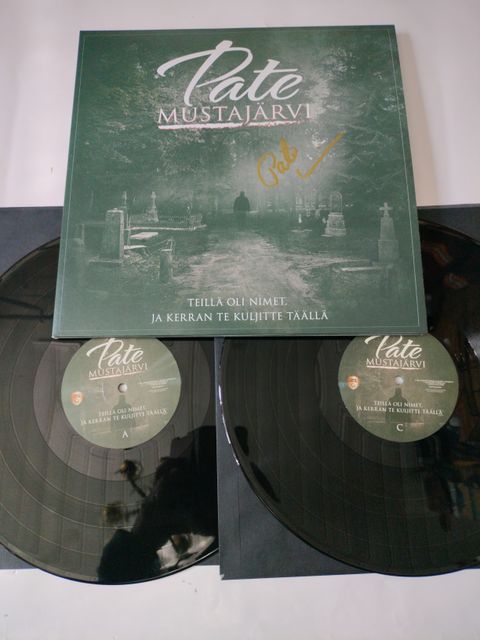 Pate
MUSTAJÄRVI
Pate
TEILLÄ OLI NIMET,
JA KERRAN TE KULJITTE TÄÄLLÄ
Pate
MUSTAJÄRVI
TEILLÄ OLI NIMET,
JA KERRAN TE KULJITTE TÄÄLLÄ
A
Pate
MUSTAJÄRVI
TEILLÄ OLI NIMET,
JA KERRAN TE KULJITTE TÄÄLLÄ
C